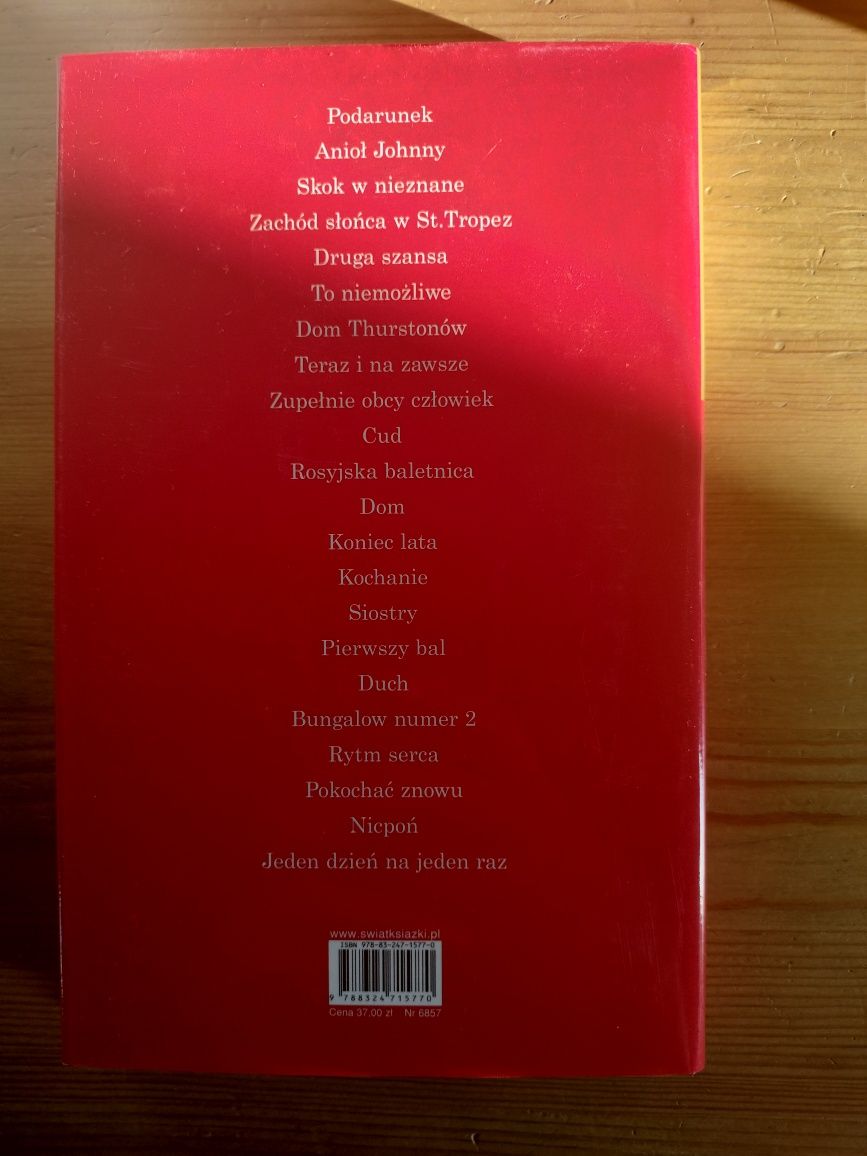 Podarunek
Anioł Johnny
Skok w nieznane
Zachód słońca w St.Tropez
Druga szansa
To niemożliwe
Dom Thurstonów
Teraz i na zawsze
Zupełnie obcy człowiek
Cud
Rosyjska baletnica
Dom
Koniec lata
Kochanie
Siostry
Pierwszy bal
Duch
Bungalow numer 2
Rytm serca
Pokochać znowu
Nicpoń
Jeden dzień na jeden raz
www.swiatksiazki.pl
ISBN 978-83-247-1577-0
9 788324 715770
Cena 37,00 zł Nr 6857